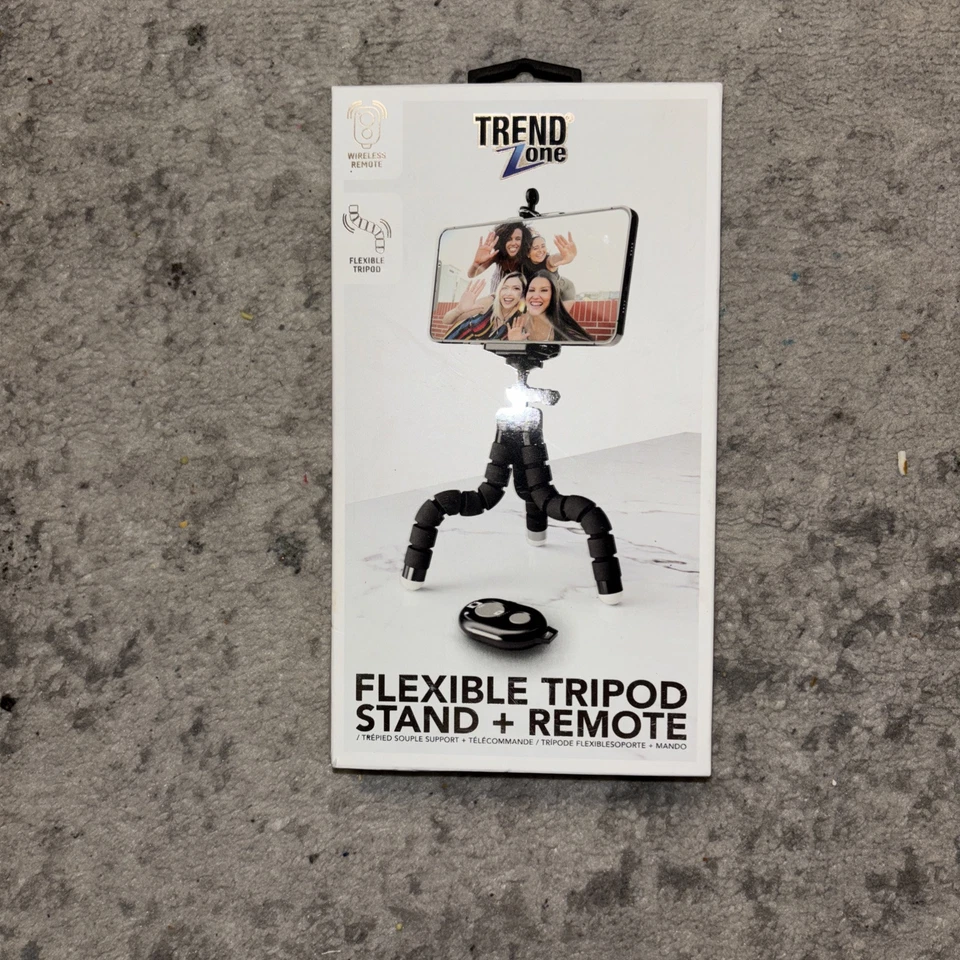 WIRELESS
REMOTE
FLEXIBLE
TRIPOD
TREND
Zone
FLEXIBLE TRIPOD
STAND + REMOTE
/ TRÉPIED SOUPLE SUPPORT + TÉLÉCOMMANDE / TRÍPODE FLEXIBLESOPORTE + MANDO